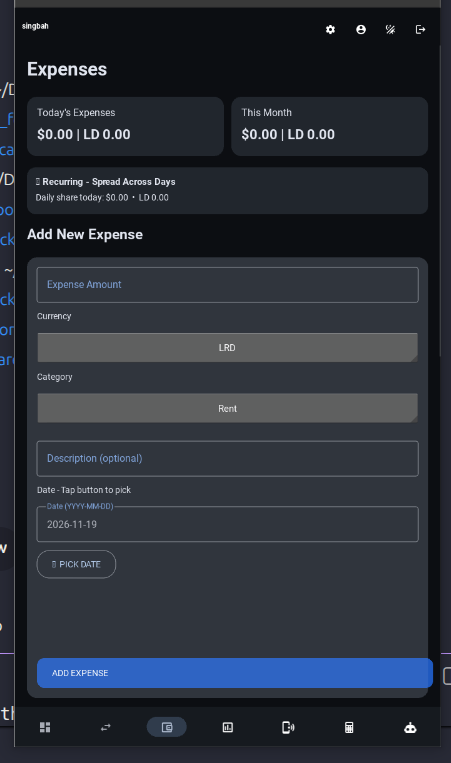 singbah
Expenses
Today's Expenses
$0.00 | LD 0.00
This Month
$0.00 | LD 0.00
Recurring - Spread Across Days
Daily share today: $0.00 • LD 0.00
Add New Expense
Expense Amount
Currency
LRD
Category
Rent
Description (optional)
Date - Tap button to pick
Date (YYYY-MM-DD)
2026-11-19
PICK DATE
ADD EXPENSE